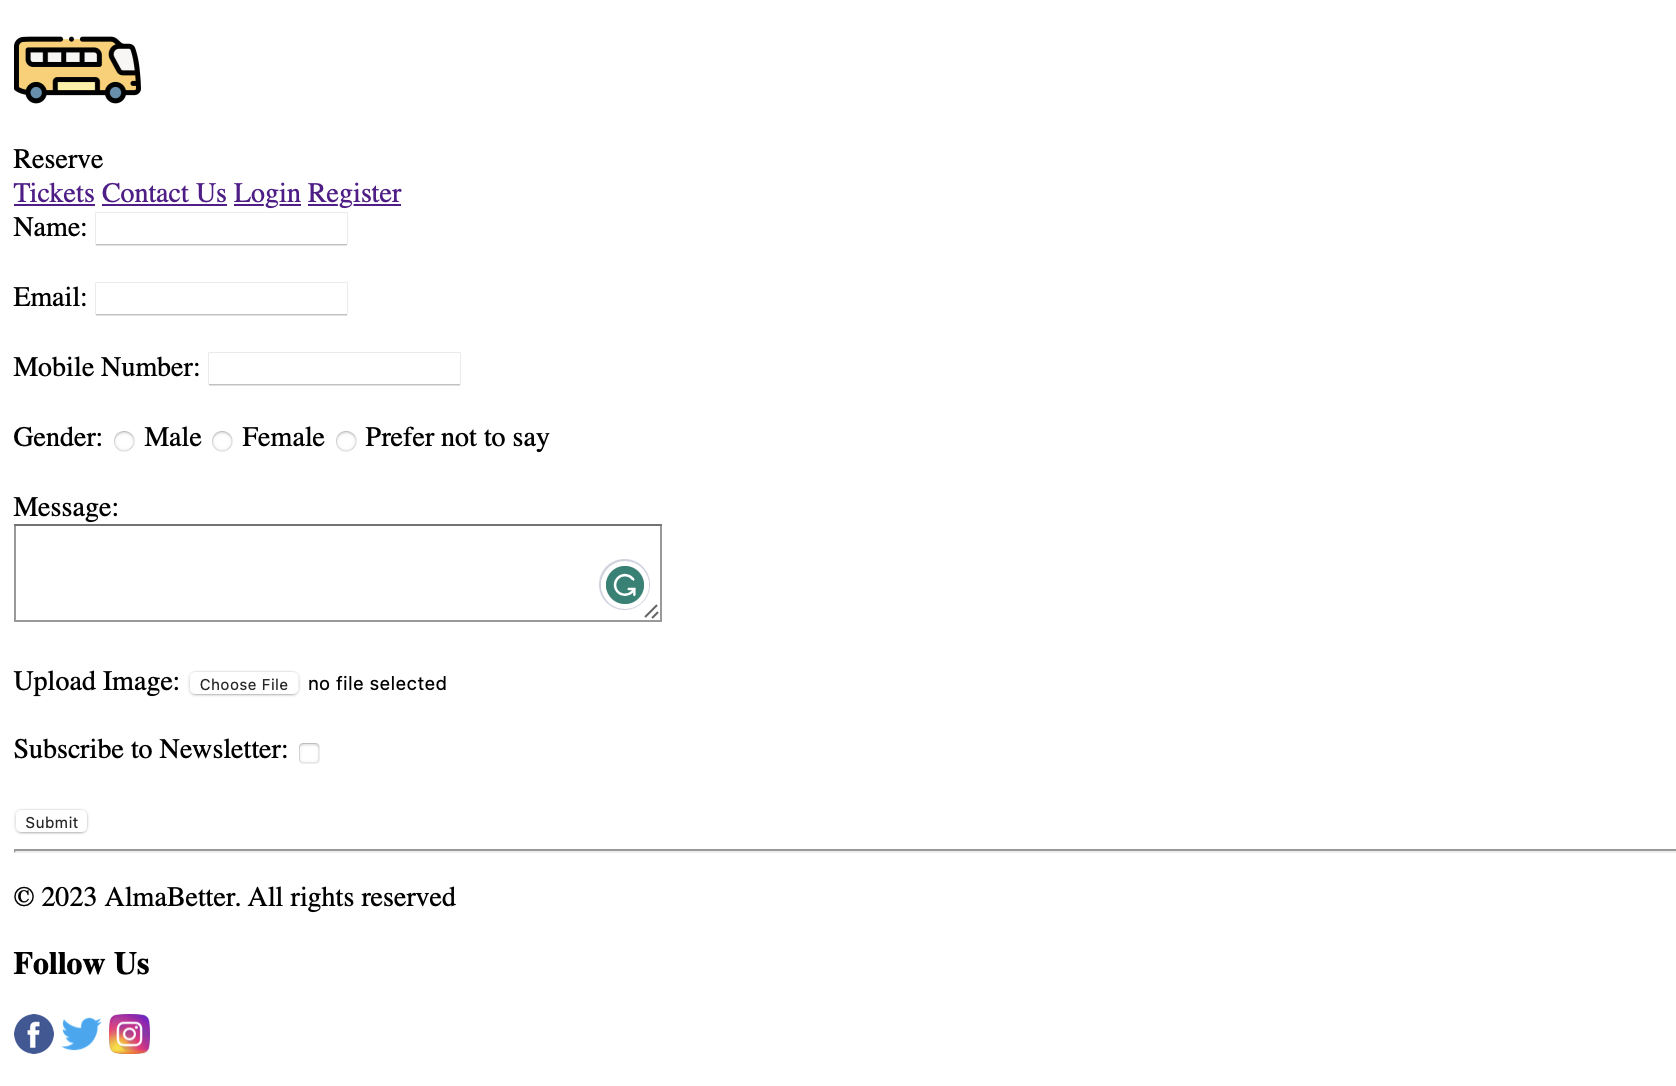 Reserve
Tickets Contact Us Login Register
Name:
Email:
Mobile Number:
Gender: Male Female Prefer not to say
Message:
Upload Image: Choose File no file selected
Subscribe to Newsletter:
Submit
© 2023 AlmaBetter. All rights reserved
Follow Us